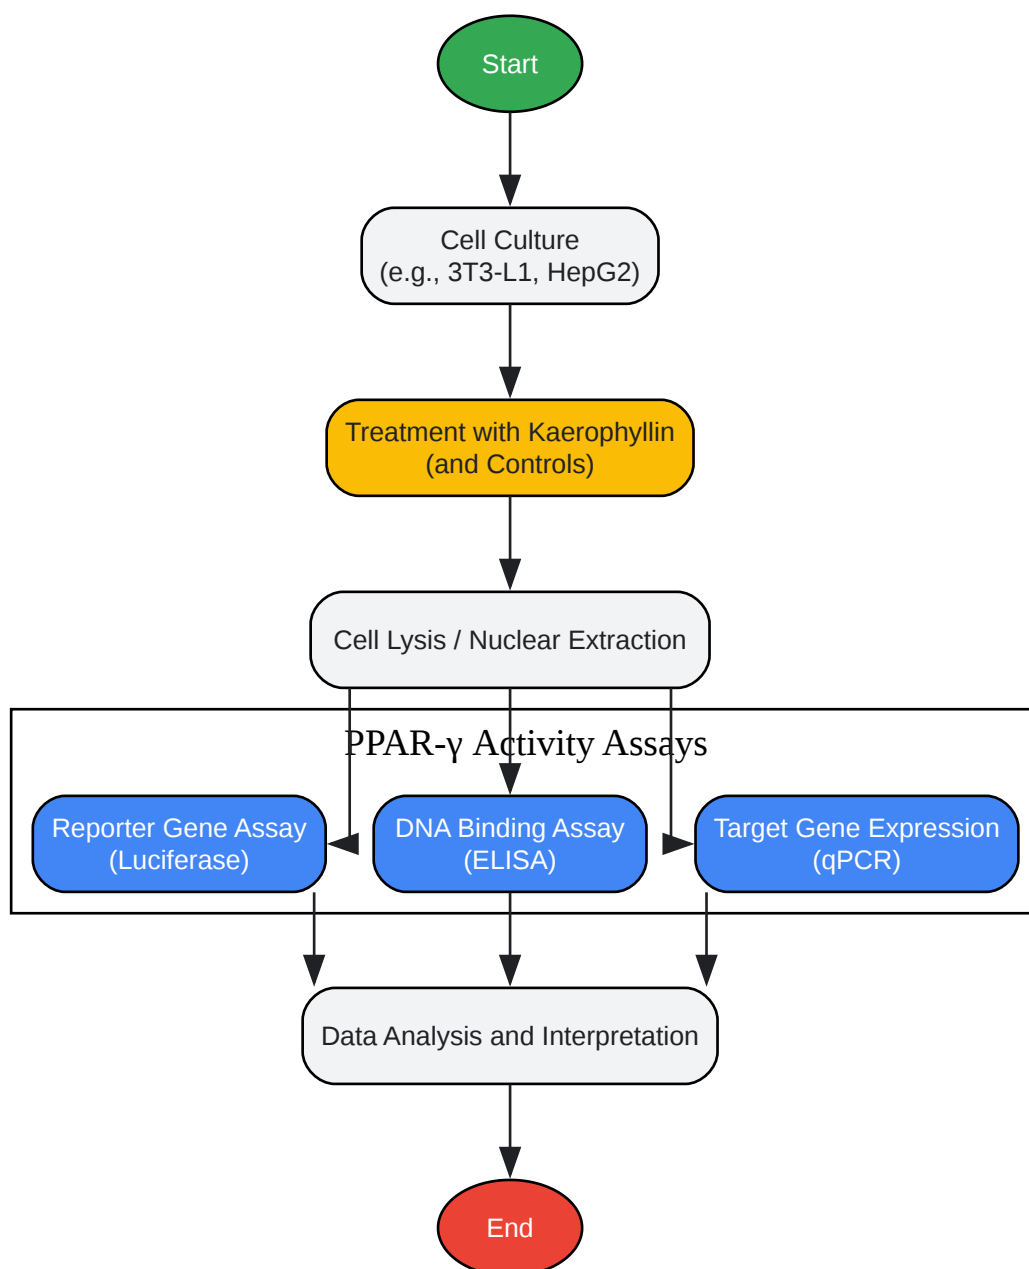 Start
Cell Culture
(e.g., 3T3-L1, HepG2)
Treatment with Kaerophyllin
(and Controls)
Cell Lysis / Nuclear Extraction
PPAR-γ Activity Assays
Reporter Gene Assay
(Luciferase)
DNA Binding Assay
(ELISA)
Target Gene Expression
(qPCR)
Data Analysis and Interpretation
End